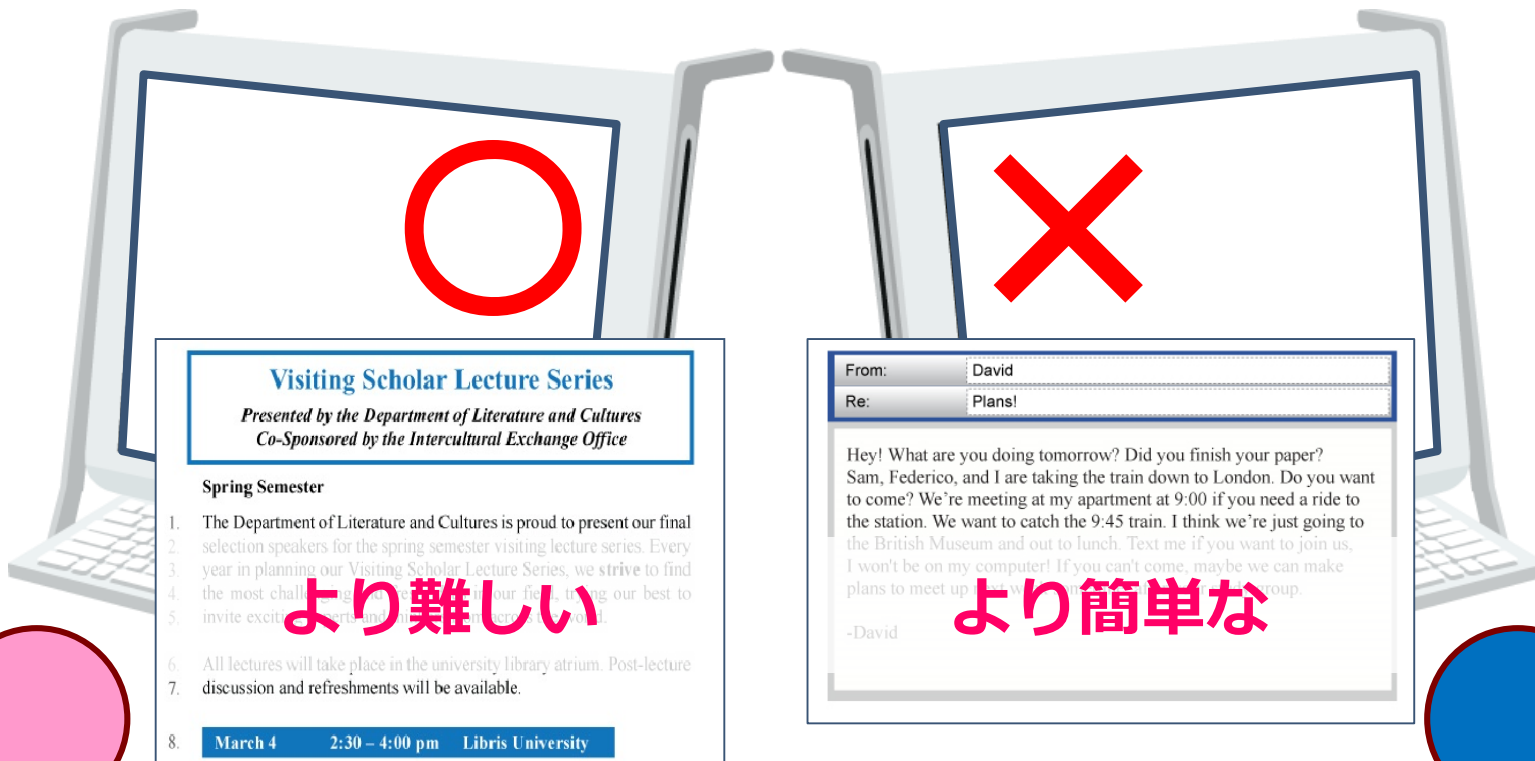 Visiting Scholar Lecture Series
Presented by the Department of Literature and Cultures
Co-Sponsored by the Intercultural Exchange Office
Spring Semester
1. The Department of Literature and Cultures is proud to present our final
2. selection speakers for the spring semester visiting lecture series. Every
3. year in planning our Visiting Scholar Lecture Series, we strive to find
4. the most our field, our best to
5. invite and
6. All lectures will take place in the university library atrium. Post-lecture
7. discussion and refreshments will be available.
8. March 4 2:30 – 4:00 pm Libris University
より難しい
From: David
Re: Plans!
Hey! What are you doing tomorrow? Did you finish your paper?
Sam, Federico, and I are taking the train down to London. Do you want
to come? We're meeting at my apartment at 9:00 if you need a ride to
the station. We want to catch the 9:45 train. I think we're just going to
the British Museum and out to lunch. Text me if you want to join us,
I won't be on my computer! If you can't come, maybe we can make
plans to meet up group.
-David
より簡単な